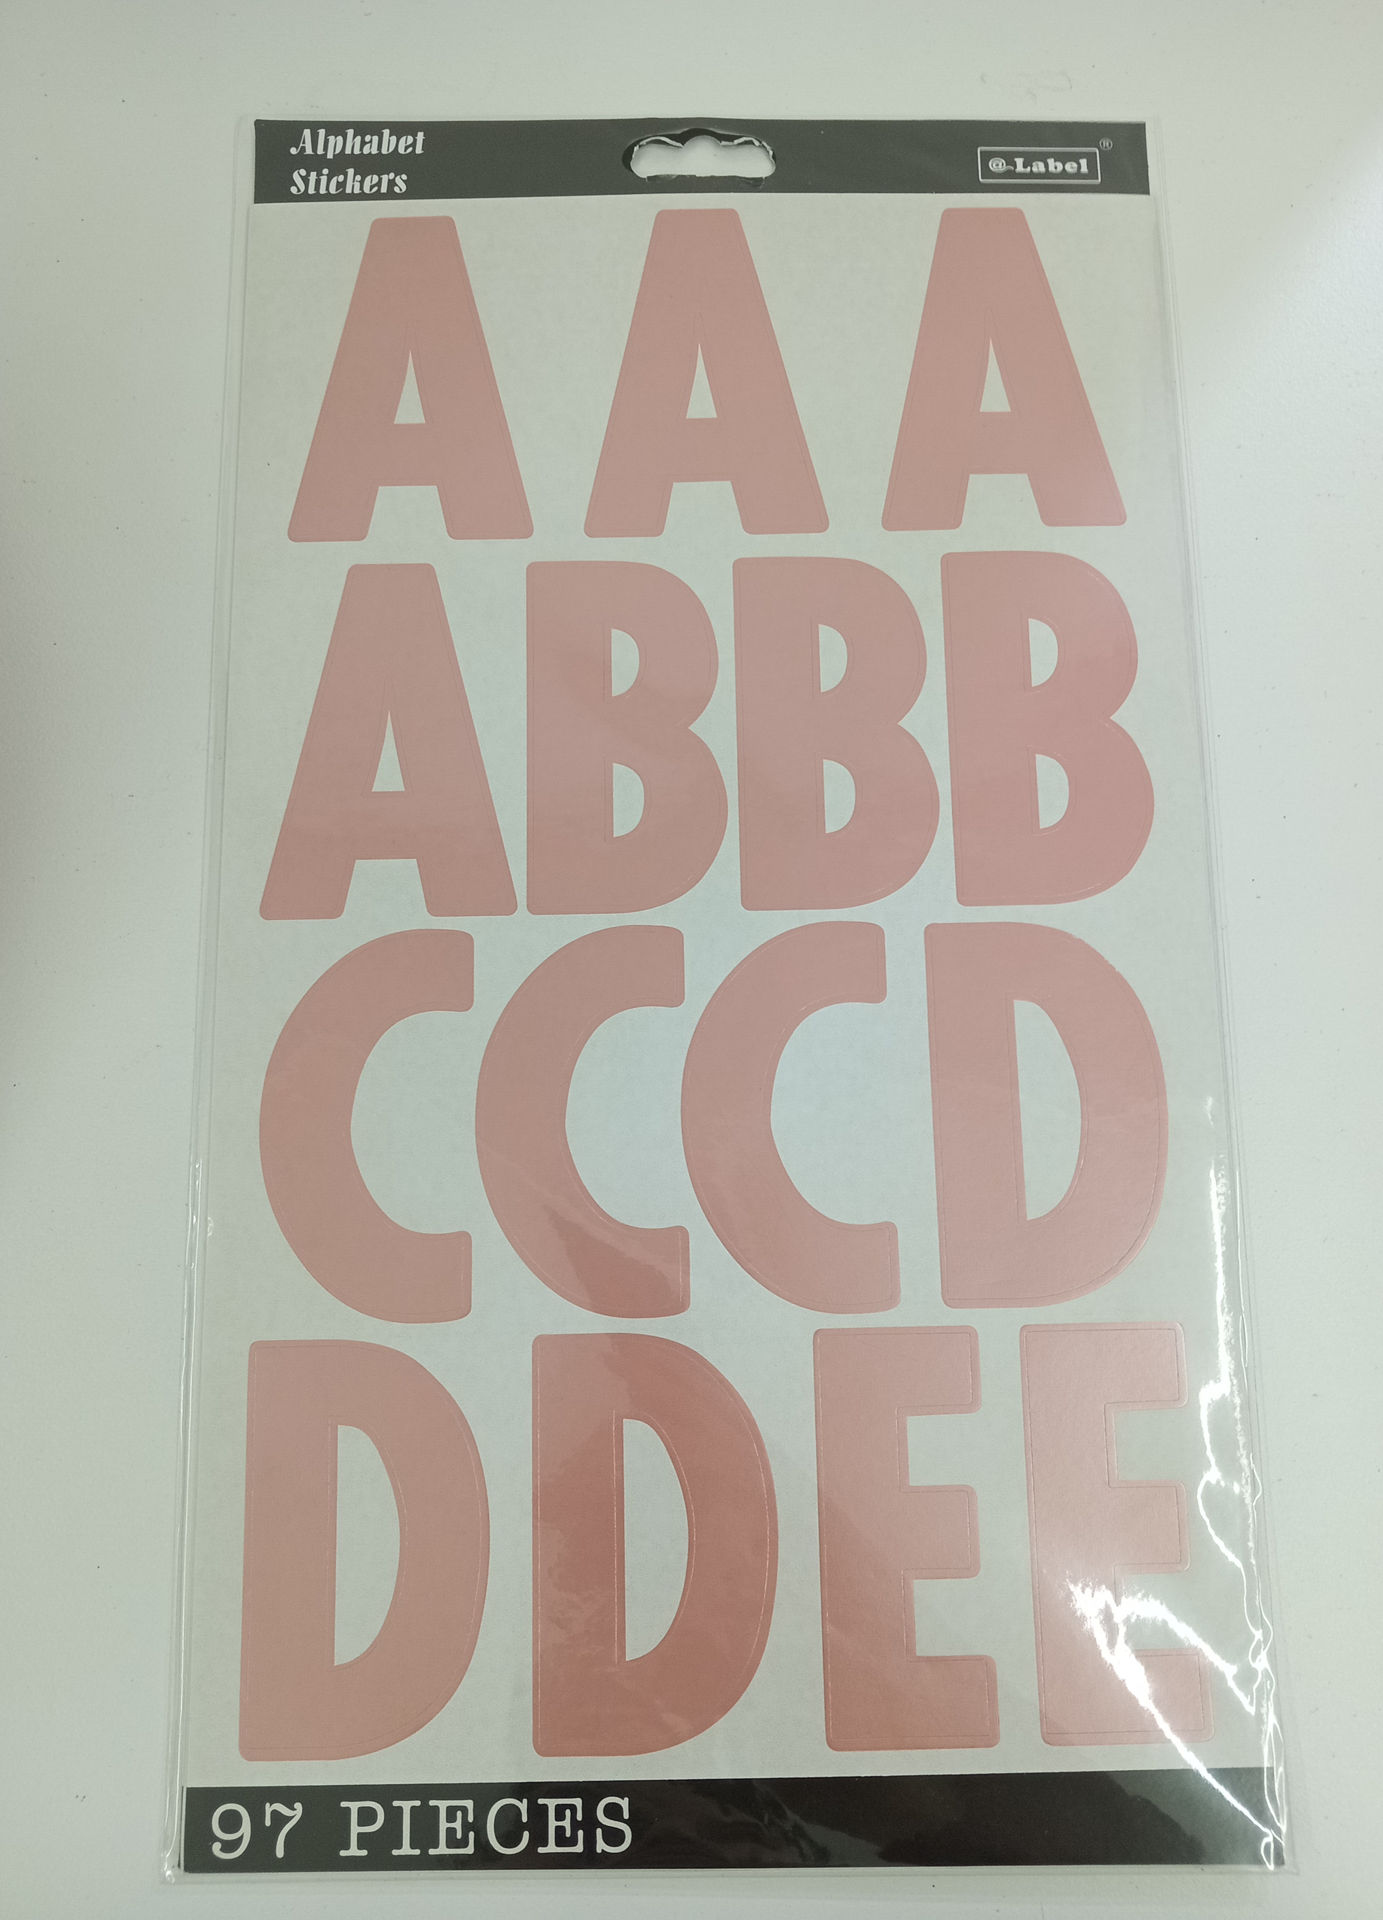 Alphabet
Stickers
@ Label®
A A A
A B B B
C C C D
D D E E
97 PIECES